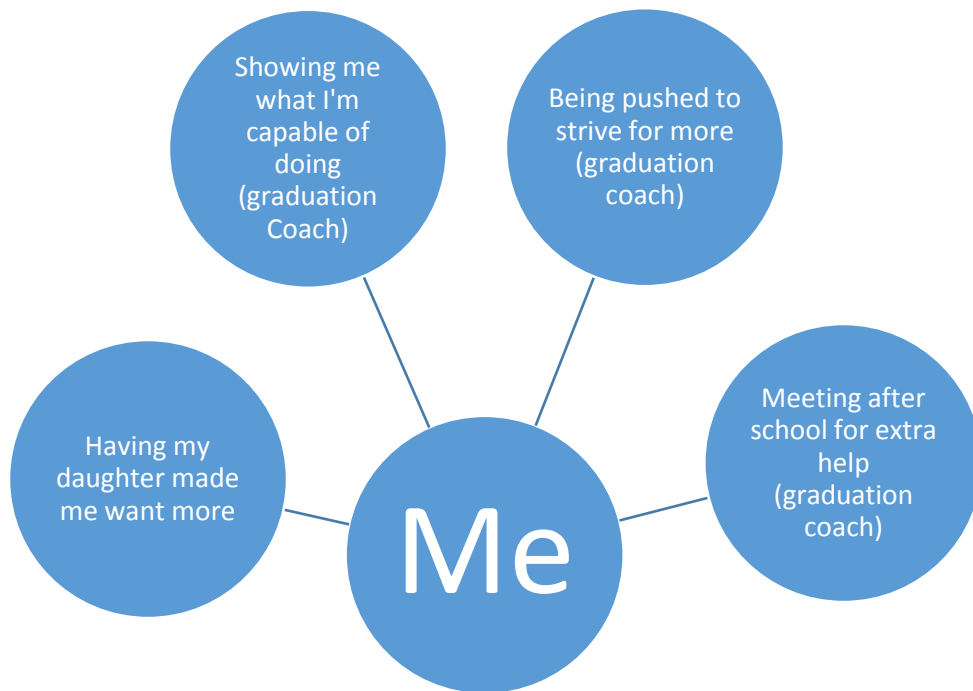 Showing me
what I'm
capable of
doing
(graduation
Coach)
Being pushed to
strive for more
(graduation
coach)
Having my
daughter made
me want more
Meeting after
school for extra
help
(graduation
coach)
Me